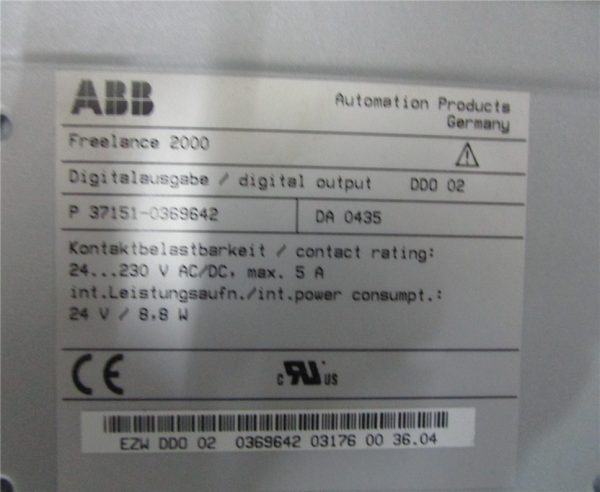 ABB
Automation Products
Germany
Freelance 2000
Digitalausgabe / digital output DDO 02
P 37151-0369642 DA 0435
Kontaktbelastbarkeit / contact rating:
24...230 V AC/DC, max. 5 A
int.Leistungsaufn./int.power consumpt.:
24 V / 8,8 W
CE c RU US
EZW DDO 02 0369642 03176 00 36.04